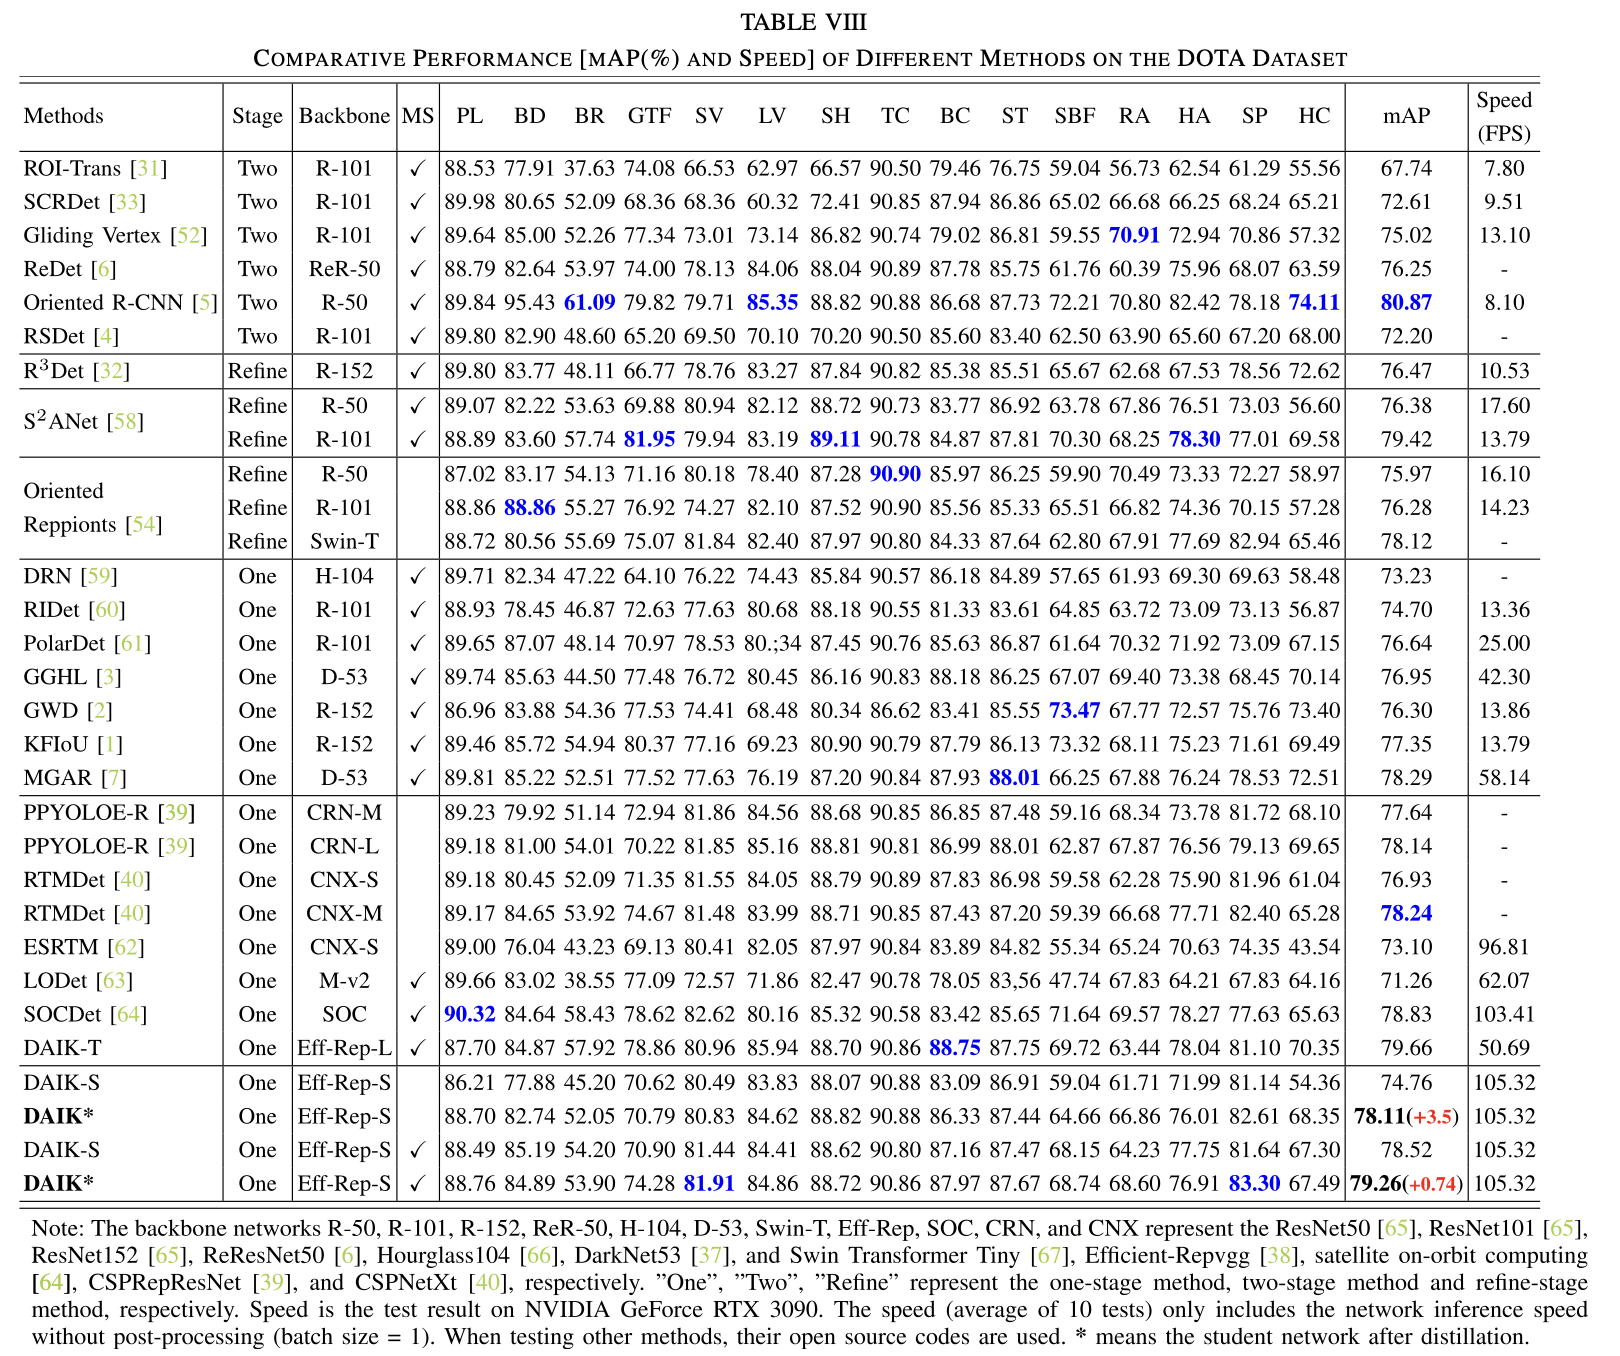 TABLE VIII
COMPARATIVE PERFORMANCE [MAP(%) AND SPEED] OF DIFFERENT METHODS ON THE DOTA DATASET
Methods Stage Backbone MS PL BD BR GTF SV LV SH TC BC ST SBF RA HA SP HC mAP Speed (FPS)
ROI-Trans [31] Two R-101 ✓ 88.53 77.91 37.63 74.08 66.53 62.97 66.57 90.50 79.46 76.75 59.04 56.73 62.54 61.29 55.56 67.74 7.80
SCRDet [33] Two R-101 ✓ 89.98 80.65 52.09 68.36 68.36 60.32 72.41 90.85 87.94 86.86 65.02 66.68 66.25 68.24 65.21 72.61 9.51
Gliding Vertex [52] Two R-101 ✓ 89.64 85.00 52.26 77.34 73.01 73.14 86.82 90.74 79.02 86.81 59.55 70.91 72.94 70.86 57.32 75.02 13.10
ReDet [6] Two ReR-50 ✓ 88.79 82.64 53.97 74.00 78.13 84.06 88.04 90.89 87.78 85.75 61.76 60.39 75.96 68.07 63.59 76.25 -
Oriented R-CNN [5] Two R-50 ✓ 89.84 95.43 61.09 79.82 79.71 85.35 88.82 90.88 86.68 87.73 72.21 70.80 82.42 78.18 74.11 80.87 8.10
RSDet [4] Two R-101 ✓ 89.80 82.90 48.60 65.20 69.50 70.10 70.20 90.50 85.60 83.40 62.50 63.90 65.60 67.20 68.00 72.20 -
R³Det [32] Refine R-152 ✓ 89.80 83.77 48.11 66.77 78.76 83.27 87.84 90.82 85.38 85.51 65.67 62.68 67.53 78.56 72.62 76.47 10.53
S²ANet [58] Refine R-50 ✓ 89.07 82.22 53.63 69.88 80.94 82.12 88.72 90.73 83.77 86.92 63.78 67.86 76.51 73.03 56.60 76.38 17.60
Refine R-101 ✓ 88.89 83.60 57.74 81.95 79.94 83.19 89.11 90.78 84.87 87.81 70.30 68.25 78.30 77.01 69.58 79.42 13.79
Oriented Reppionts [54] Refine R-50 87.02 83.17 54.13 71.16 80.18 78.40 87.28 90.90 85.97 86.25 59.90 70.49 73.33 72.27 58.97 75.97 16.10
Refine R-101 88.86 88.86 55.27 76.92 74.27 82.10 87.52 90.90 85.56 85.33 65.51 66.82 74.36 70.15 57.28 76.28 14.23
Refine Swin-T 88.72 80.56 55.69 75.07 81.84 82.40 87.97 90.80 84.33 87.64 62.80 67.91 77.69 82.94 65.46 78.12 -
DRN [59] One H-104 ✓ 89.71 82.34 47.22 64.10 76.22 74.43 85.84 90.57 86.18 84.89 57.65 61.93 69.30 69.63 58.48 73.23 -
RIDet [60] One R-101 ✓ 88.93 78.45 46.87 72.63 77.63 80.68 88.18 90.55 81.33 83.61 64.85 63.72 73.09 73.13 56.87 74.70 13.36
PolarDet [61] One R-101 ✓ 89.65 87.07 48.14 70.97 78.53 80.;34 87.45 90.76 85.63 86.87 61.64 70.32 71.92 73.09 67.15 76.64 25.00
GGHL [3] One D-53 ✓ 89.74 85.63 44.50 77.48 76.72 80.45 86.16 90.83 88.18 86.25 67.07 69.40 73.38 68.45 70.14 76.95 42.30
GWD [2] One R-152 ✓ 86.96 83.88 54.36 77.53 74.41 68.48 80.34 86.62 83.41 85.55 73.47 67.77 72.57 75.76 73.40 76.30 13.86
KFIoU [1] One R-152 ✓ 89.46 85.72 54.94 80.37 77.16 69.23 80.90 90.79 87.79 86.13 73.32 68.11 75.23 71.61 69.49 77.35 13.79
MGAR [7] One D-53 ✓ 89.81 85.22 52.51 77.52 77.63 76.19 87.20 90.84 87.93 88.01 66.25 67.88 76.24 78.53 72.51 78.29 58.14
PPYOLOE-R [39] One CRN-M 89.23 79.92 51.14 72.94 81.86 84.56 88.68 90.85 86.85 87.48 59.16 68.34 73.78 81.72 68.10 77.64 -
PPYOLOE-R [39] One CRN-L 89.18 81.00 54.01 70.22 81.85 85.16 88.81 90.81 86.99 88.01 62.87 67.87 76.56 79.13 69.65 78.14 -
RTMDet [40] One CNX-S 89.18 80.45 52.09 71.35 81.55 84.05 88.79 90.89 87.83 86.98 59.58 62.28 75.90 81.96 61.04 76.93 -
RTMDet [40] One CNX-M 89.17 84.65 53.92 74.67 81.48 83.99 88.71 90.85 87.43 87.20 59.39 66.68 77.71 82.40 65.28 78.24 -
ESRTM [62] One CNX-S 89.00 76.04 43.23 69.13 80.41 82.05 87.97 90.84 83.89 84.82 55.34 65.24 70.63 74.35 43.54 73.10 96.81
LODet [63] One M-v2 ✓ 89.66 83.02 38.55 77.09 72.57 71.86 82.47 90.78 78.05 83,56 47.74 67.83 64.21 67.83 64.16 71.26 62.07
SOCDet [64] One SOC ✓ 90.32 84.64 58.43 78.62 82.62 80.16 85.32 90.58 83.42 85.65 71.64 69.57 78.27 77.63 65.63 78.83 103.41
DAIK-T One Eff-Rep-L ✓ 87.70 84.87 57.92 78.86 80.96 85.94 88.70 90.86 88.75 87.75 69.72 63.44 78.04 81.10 70.35 79.66 50.69
DAIK-S One Eff-Rep-S 86.21 77.88 45.20 70.62 80.49 83.83 88.07 90.88 83.09 86.91 59.04 61.71 71.99 81.14 54.36 74.76 105.32
DAIK* One Eff-Rep-S 88.70 82.74 52.05 70.79 80.83 84.62 88.82 90.88 86.33 87.44 64.66 66.86 76.01 82.61 68.35 78.11(+3.5) 105.32
DAIK-S One Eff-Rep-S ✓ 88.49 85.19 54.20 70.90 81.44 84.41 88.62 90.80 87.16 87.47 68.15 64.23 77.75 81.64 67.30 78.52 105.32
DAIK* One Eff-Rep-S ✓ 88.76 84.89 53.90 74.28 81.91 84.86 88.72 90.86 87.97 87.67 68.74 68.60 76.91 83.30 67.49 79.26(+0.74) 105.32
Note: The backbone networks R-50, R-101, R-152, ReR-50, H-104, D-53, Swin-T, Eff-Rep, SOC, CRN, and CNX represent the ResNet50 [65], ResNet101 [65],
ResNet152 [65], ReResNet50 [6], Hourglass104 [66], DarkNet53 [37], and Swin Transformer Tiny [67], Efficient-Repvgg [38], satellite on-orbit computing
[64], CSPRepResNet [39], and CSPNetXt [40], respectively. ”One”, ”Two”, ”Refine” represent the one-stage method, two-stage method and refine-stage
method, respectively. Speed is the test result on NVIDIA GeForce RTX 3090. The speed (average of 10 tests) only includes the network inference speed
without post-processing (batch size = 1). When testing other methods, their open source codes are used. * means the student network after distillation.